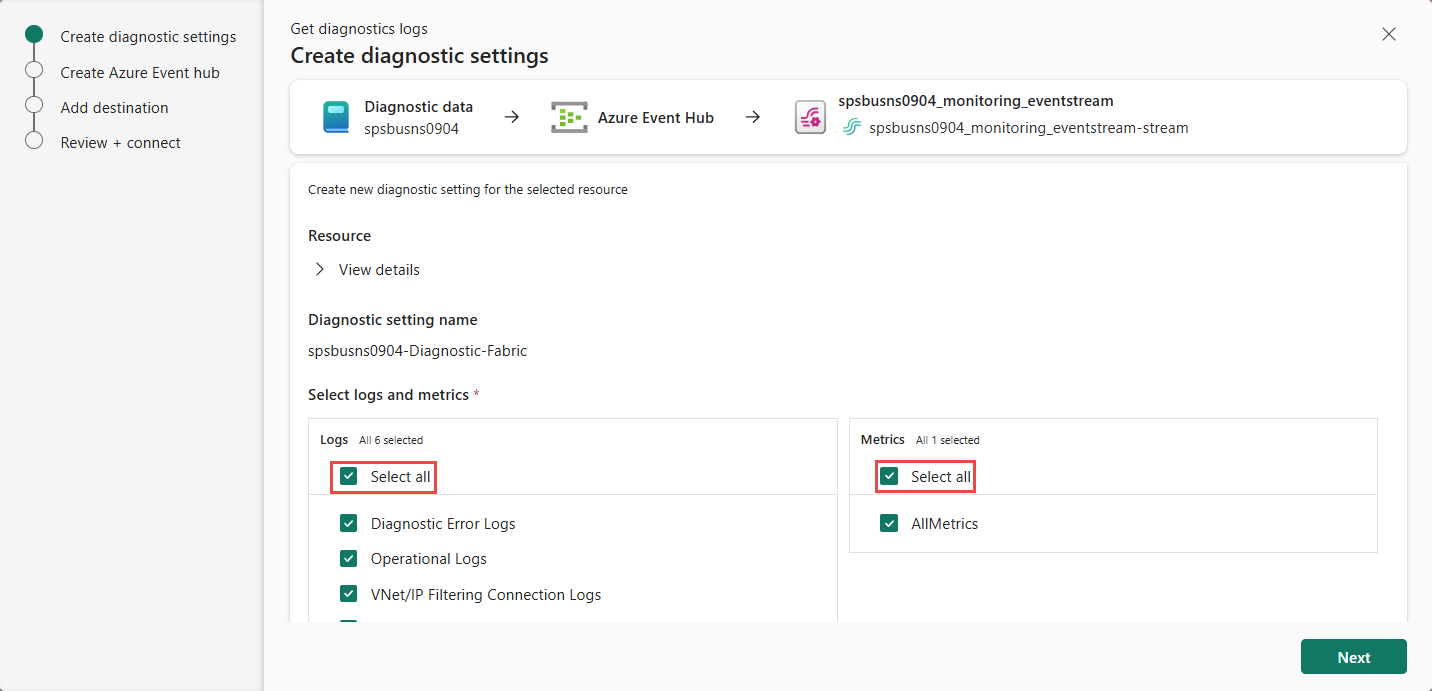 Create diagnostic settings
Create Azure Event hub
Add destination
Review + connect
Get diagnostics logs
Create diagnostic settings
Diagnostic data
spsbusns0904
Azure Event Hub
spsbusns0904_monitoring_eventstream
spsbusns0904_monitoring_eventstream-stream
Create new diagnostic setting for the selected resource
Resource
View details
Diagnostic setting name
spsbusns0904-Diagnostic-Fabric
Select logs and metrics *
Logs All 6 selected
Select all
Diagnostic Error Logs
Operational Logs
VNet/IP Filtering Connection Logs
Metrics All 1 selected
Select all
AllMetrics
Next